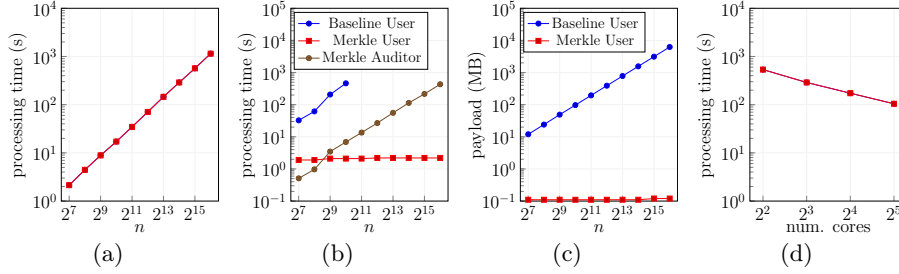 processing time (s)
10^4
10^3
10^2
10^1
10^0
2^7 2^9 2^11 2^13 2^15
n
(a)
processing time (s)
10^5
10^4
10^3
10^2
10^1
10^0
10^-1
Baseline User
Merkle User
Merkle Auditor
2^7 2^9 2^11 2^13 2^15
n
(b)
payload (MB)
10^5
10^4
10^3
10^2
10^1
10^0
10^-1
Baseline User
Merkle User
2^7 2^9 2^11 2^13 2^15
n
(c)
processing time (s)
10^4
10^3
10^2
10^1
10^0
2^2 2^3 2^4 2^5
num. cores
(d)